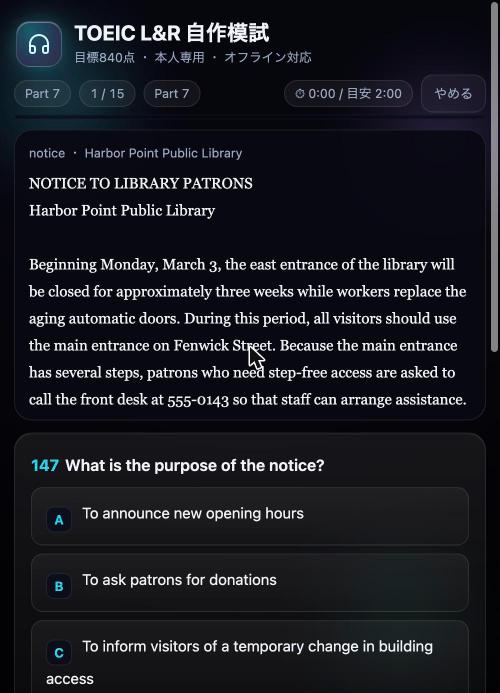 TOEIC L&R 自作模試
目標840点 ・ 本人専用 ・ オフライン対応
Part 7
1 / 15
Part 7
⏱ 0:00 / 目安 2:00
やめる
notice ・ Harbor Point Public Library
NOTICE TO LIBRARY PATRONS
Harbor Point Public Library
Beginning Monday, March 3, the east entrance of the library will
be closed for approximately three weeks while workers replace the
aging automatic doors. During this period, all visitors should use
the main entrance on Fenwick Street. Because the main entrance
has several steps, patrons who need step-free access are asked to
call the front desk at 555-0143 so that staff can arrange assistance.
147 What is the purpose of the notice?
A To announce new opening hours
B To ask patrons for donations
C To inform visitors of a temporary change in building
access